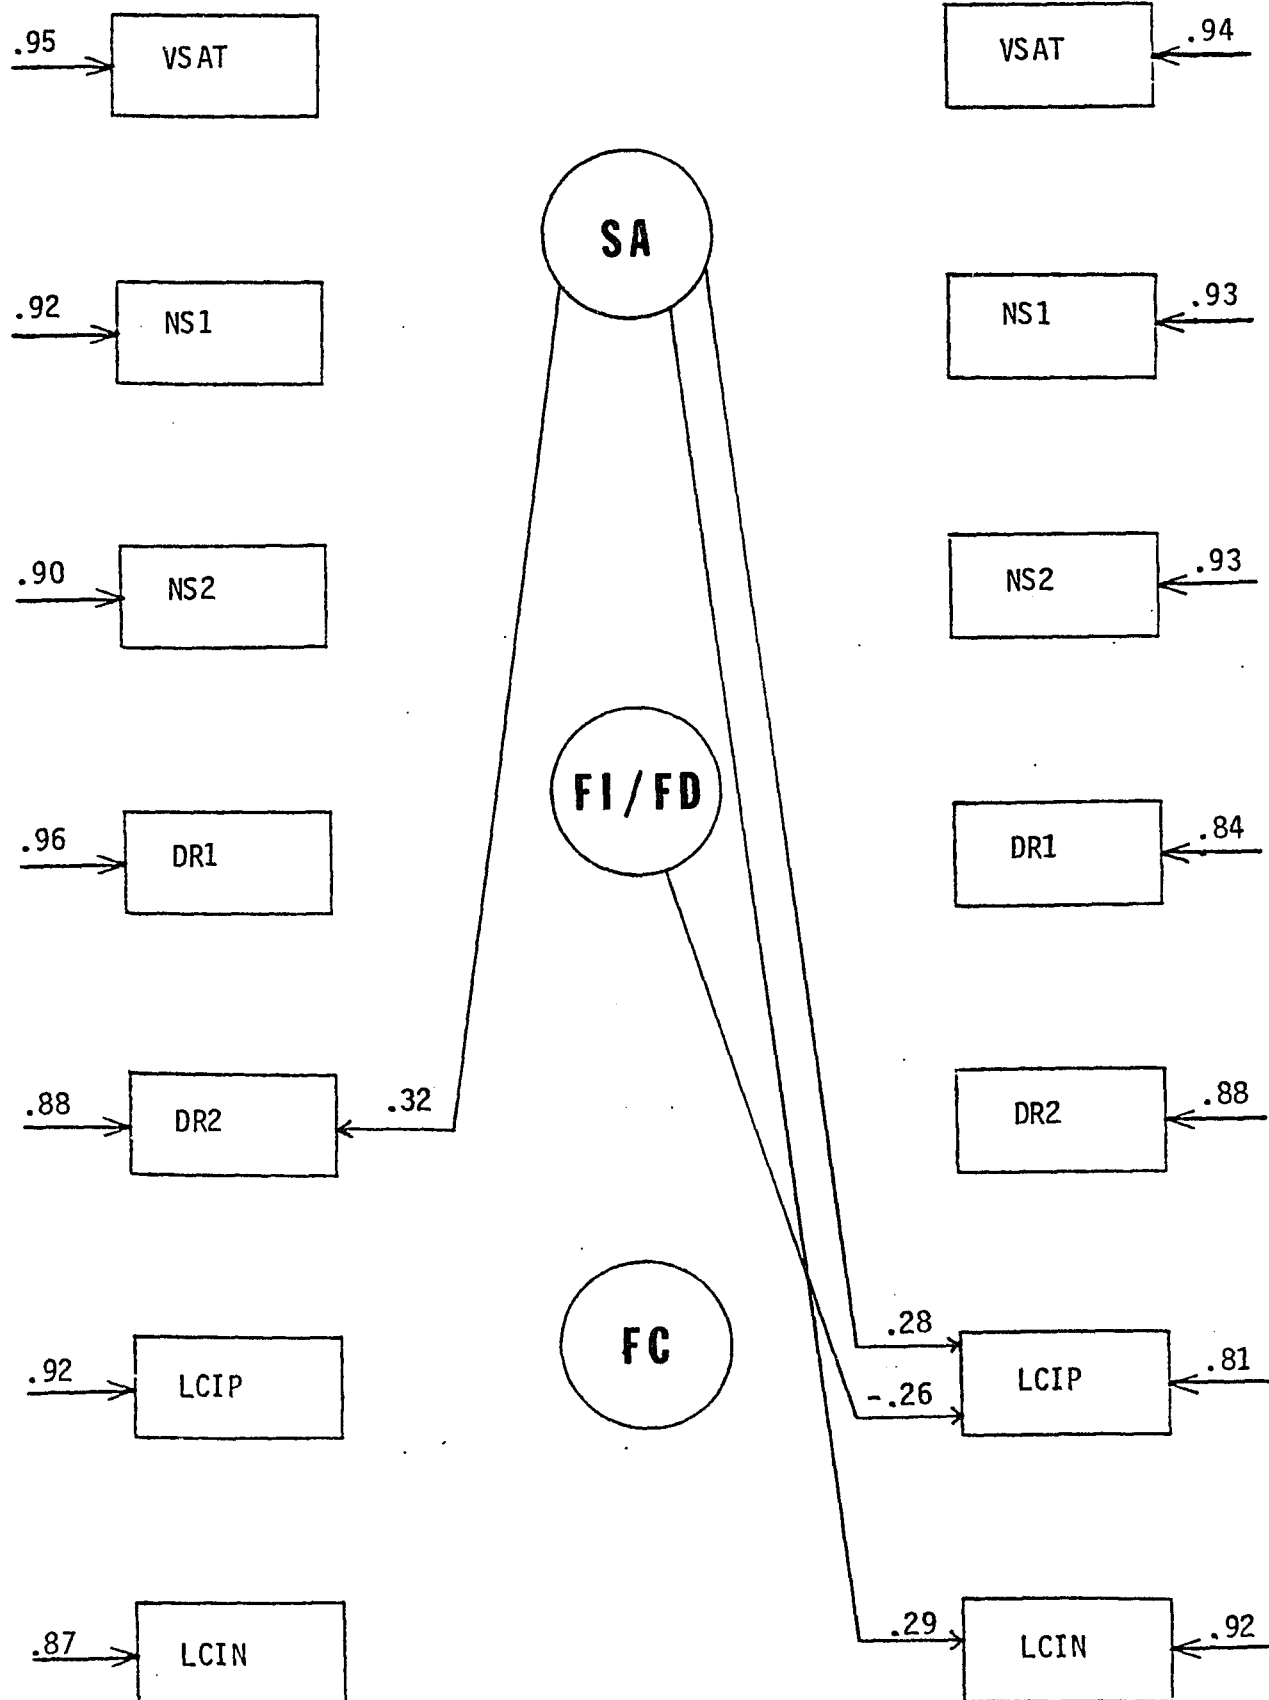 .95 VSAT VSAT .94
SA
.92 NS1 NS1 .93
.90 NS2 NS2 .93
FI/FD
.96 DR1 DR1 .84
.88 DR2 .32 DR2 .88
FC
.28
.92 LCIP LCIP .81
-.26
.87 LCIN .29 LCIN .92